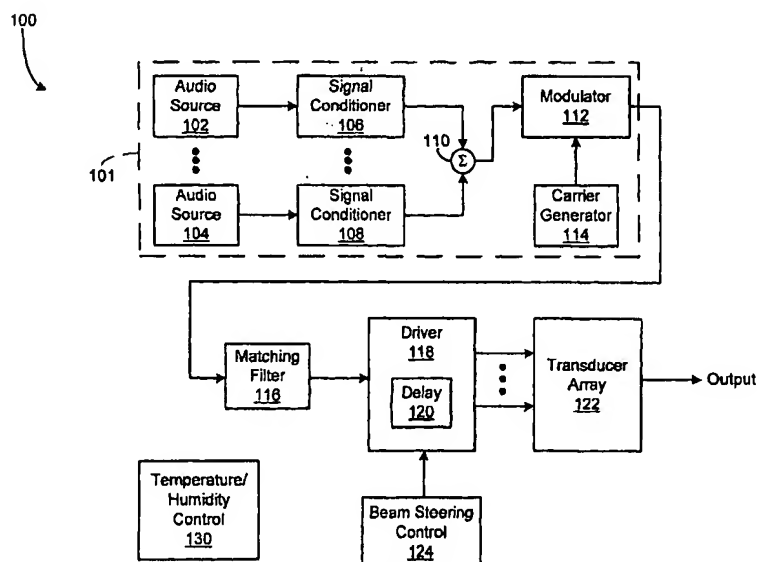 100
Audio
Source
102
Signal
Conditioner
106
Modulator
112
110
Σ
101
Audio
Source
104
Signal
Conditioner
108
Carrier
Generator
114
Matching
Filter
116
Driver
118
Delay
120
Transducer
Array
122
Output
Temperature/
Humidity
Control
130
Beam Steering
Control
124